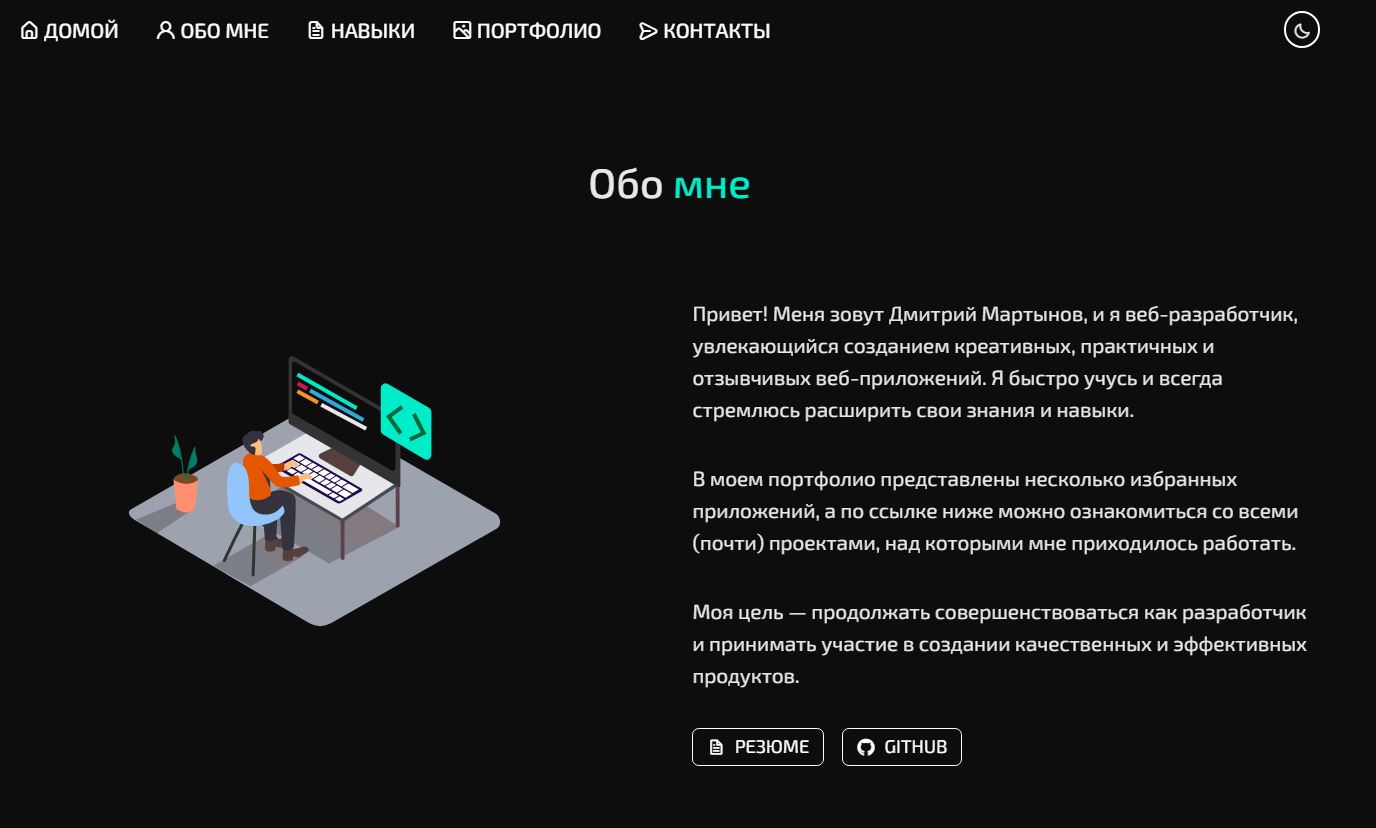 ДОМОЙ ОБО МНЕ НАВЫКИ ПОРТФОЛИО КОНТАКТЫ
Обо мне
Привет! Меня зовут Дмитрий Мартынов, и я веб-разработчик,
увлекающийся созданием креативных, практичных и
отзывчивых веб-приложений. Я быстро учусь и всегда
стремлюсь расширить свои знания и навыки.
В моем портфолио представлены несколько избранных
приложений, а по ссылке ниже можно ознакомиться со всеми
(почти) проектами, над которыми мне приходилось работать.
Моя цель — продолжать совершенствоваться как разработчик
и принимать участие в создании качественных и эффективных
продуктов.
РЕЗЮМЕ GITHUB